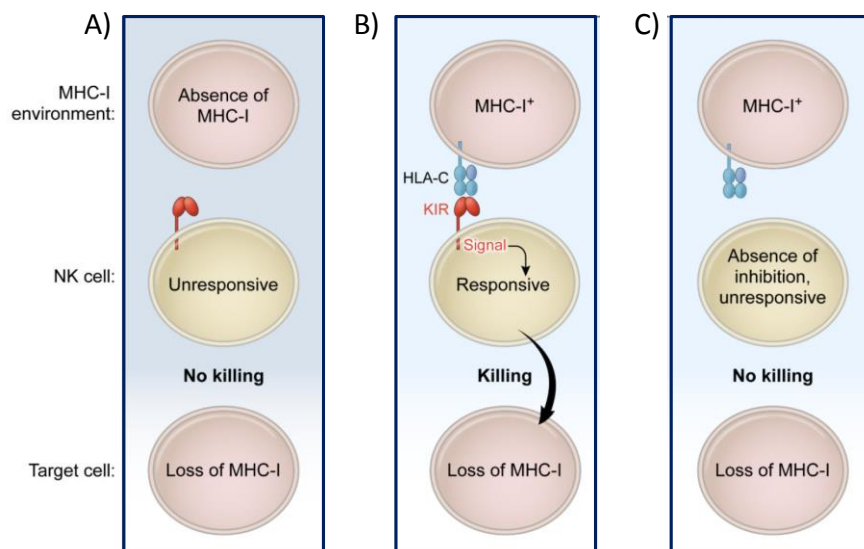 A)
B)
C)
MHC-I
environment:
Absence of
MHC-I
MHC-I⁺
MHC-I⁺
HLA-C
KIR
Signal
NK cell:
Unresponsive
Responsive
Absence of
inhibition,
unresponsive
No killing
Killing
No killing
Target cell:
Loss of MHC-I
Loss of MHC-I
Loss of MHC-I